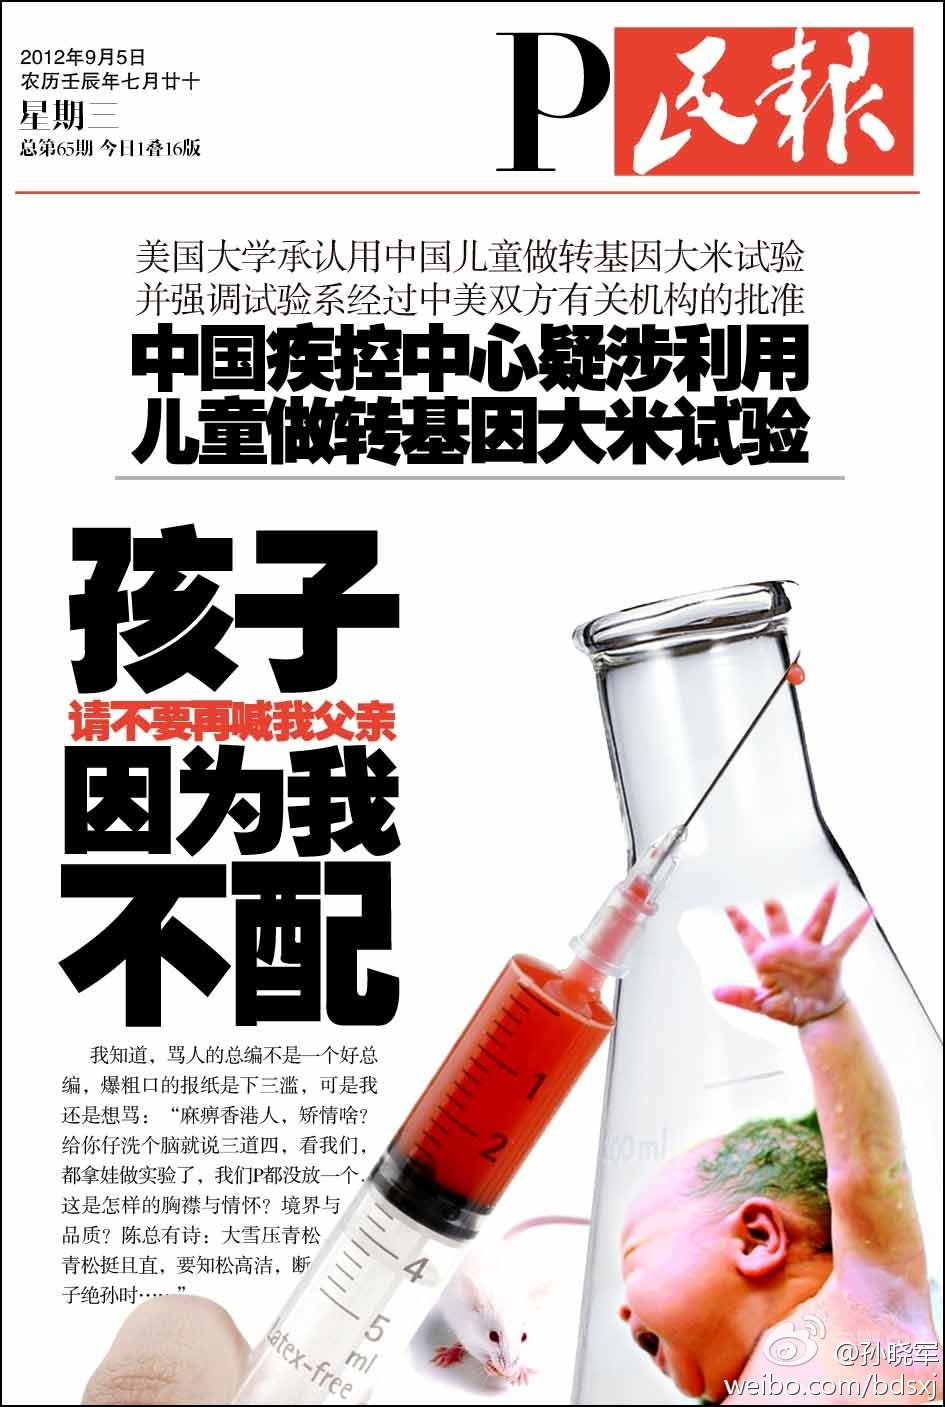 2012年9月5日
农历壬辰年七月廿十
星期三
总第65期 今日1叠16版
P民報
美国大学承认用中国儿童做转基因大米试验
并强调试验系经过中美双方有关机构的批准
中国疾控中心疑涉利用
儿童做转基因大米试验
孩子
请不要再喊我父亲
因为我
不配
我知道，骂人的总编不是一个好总
编，爆粗口的报纸是下三滥，可是我
还是想骂：“麻痹香港人，矫情啥？
给你仔洗个脑就说三道四，看我们，
都拿娃做实验了，我们P都没放一个，
这是怎样的胸襟与情怀？境界与
品质？陈总有诗：大雪压青松
青松挺且直，要知松高洁，断
子绝孙时……”
1
2
4
5
ml
Latex-free
00ml
@孙晓军
weibo.com/bdsxj